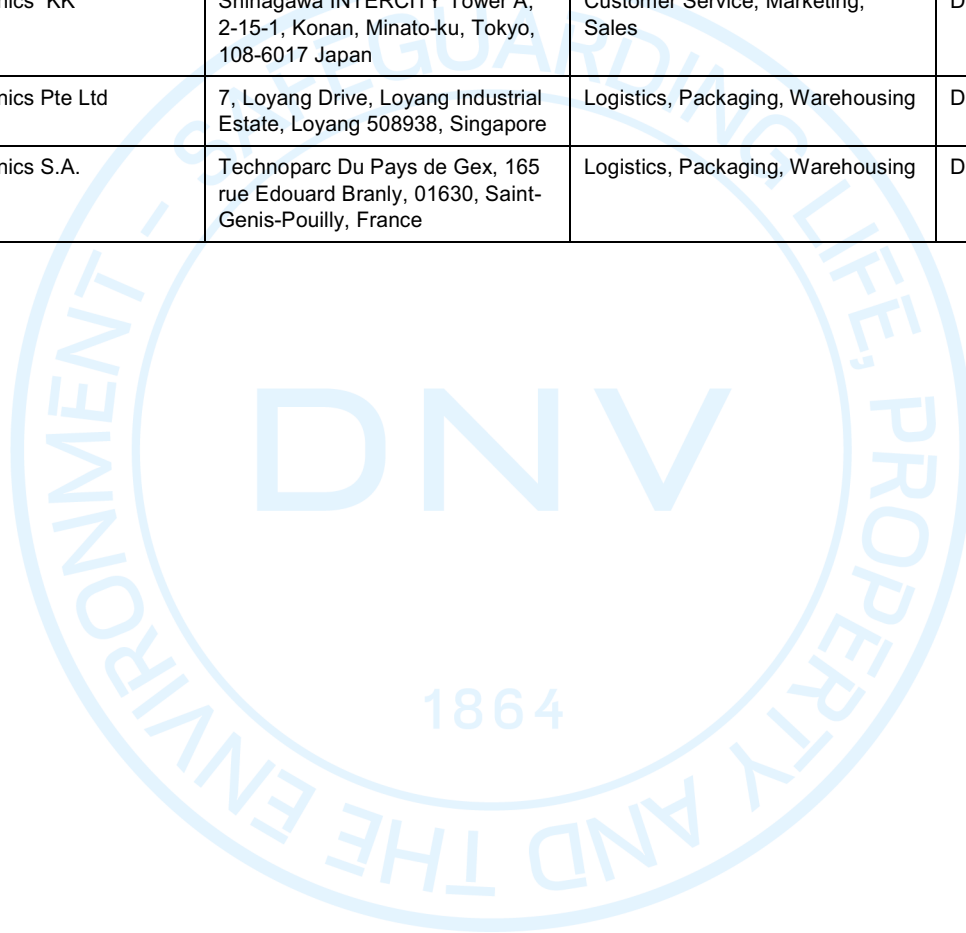 nics KK
Shinagawa INTERCITY Tower A,
2-15-1, Konan, Minato-ku, Tokyo,
108-6017 Japan
Customer Service, Marketing,
Sales
D
nics Pte Ltd
7, Loyang Drive, Loyang Industrial
Estate, Loyang 508938, Singapore
Logistics, Packaging, Warehousing
D
nics S.A.
Technoparc Du Pays de Gex, 165
rue Edouard Branly, 01630, Saint-
Genis-Pouilly, France
Logistics, Packaging, Warehousing
D
SAFEGUARDING LIFE, PROPERTY AND THE ENVIRONMENT -
DNV
1864